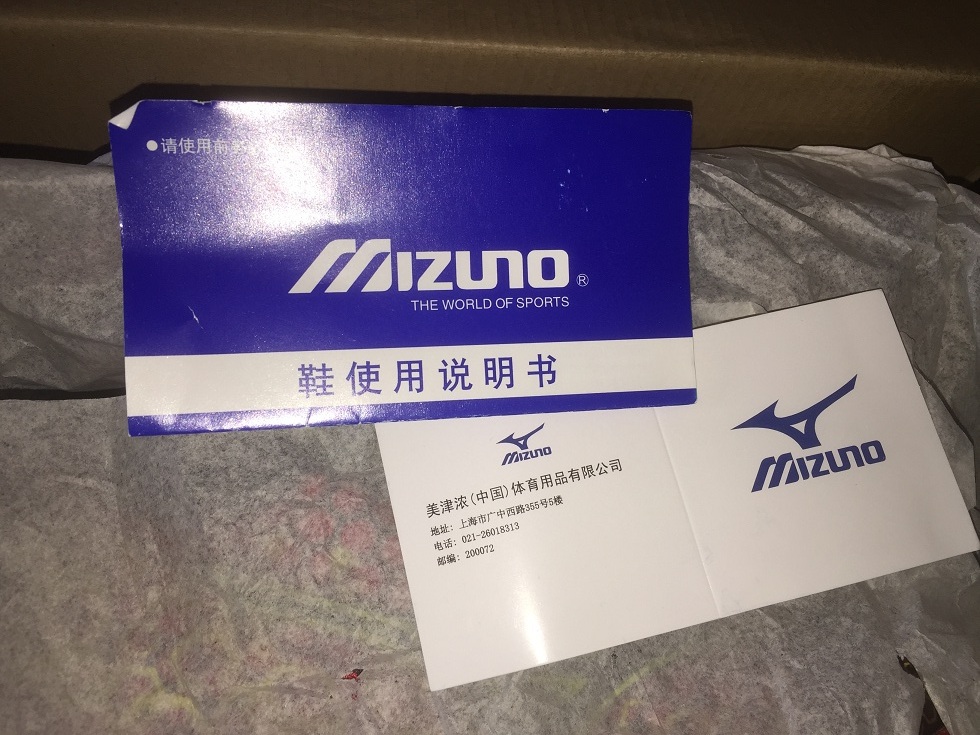 ●请使用前
MIZUNO®
THE WORLD OF SPORTS
鞋使用说明书
MIZUNO
美津浓(中国)体育用品有限公司
地址: 上海市广中西路355号5楼
电话: 021-26018313
邮编: 200072
MIZUNO